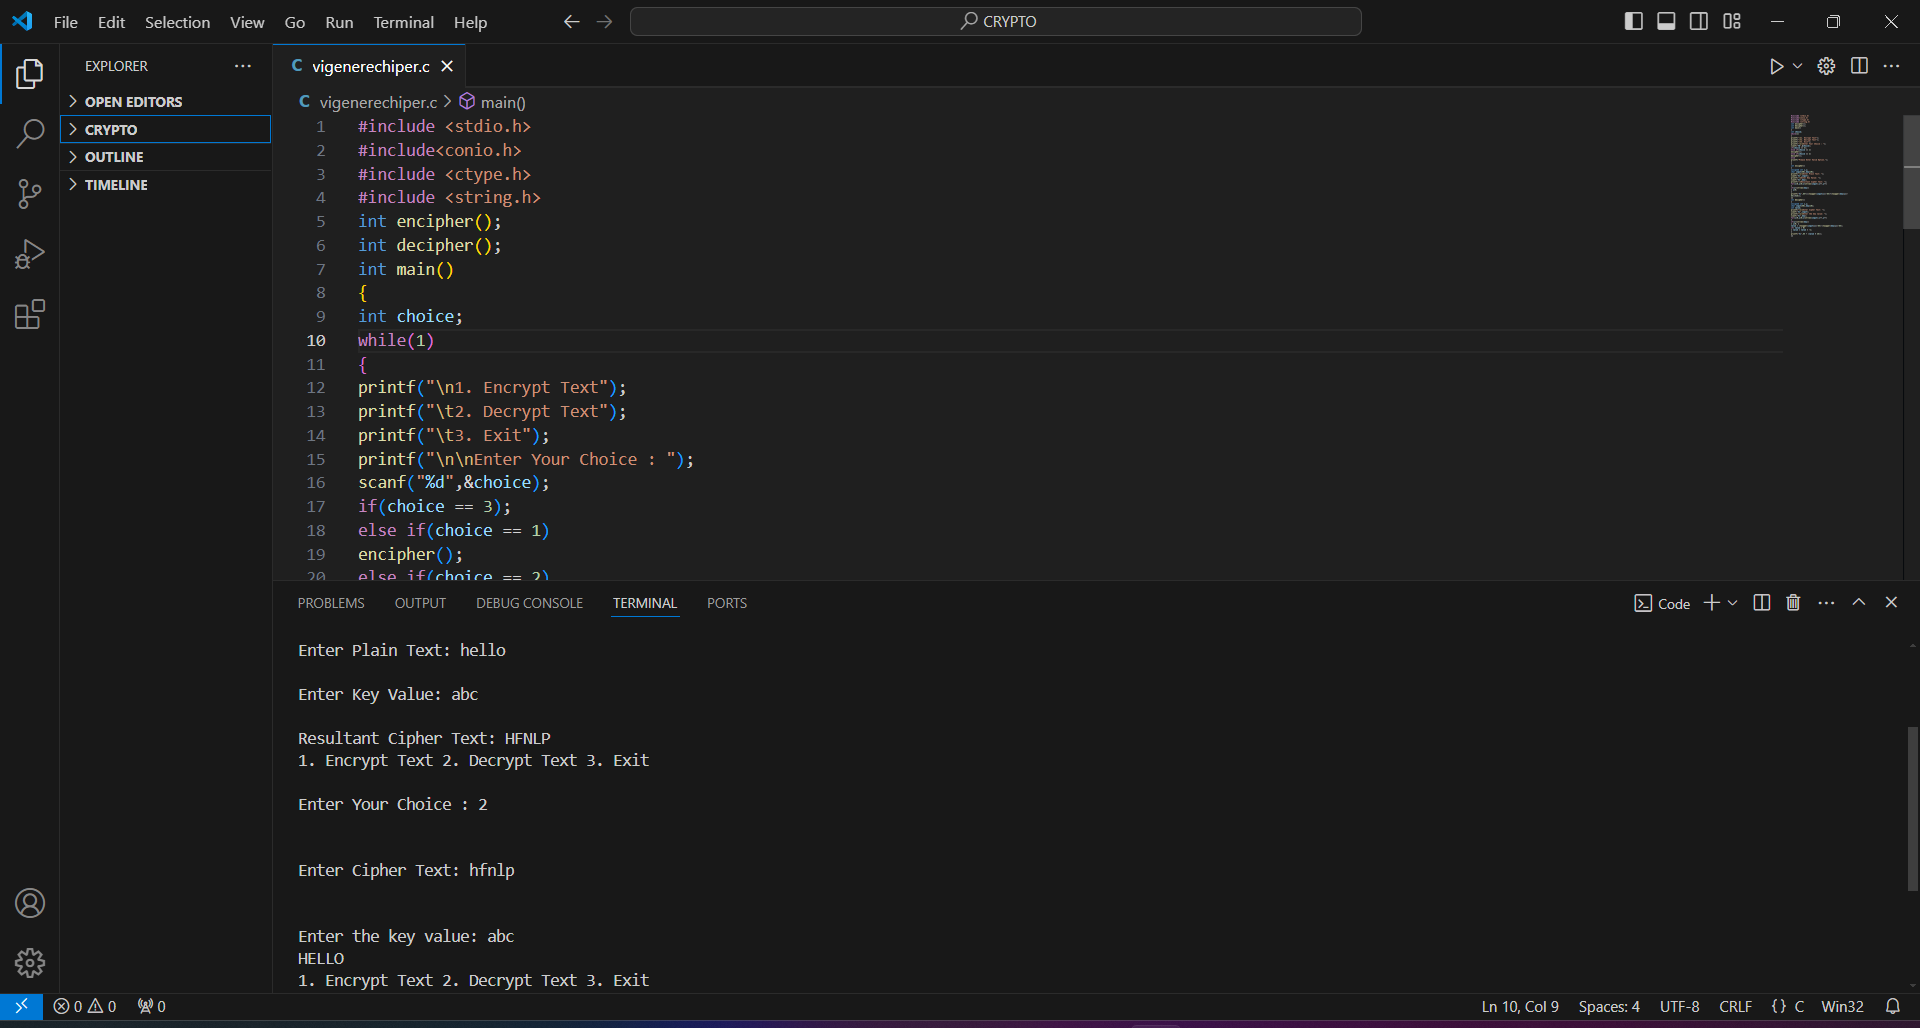 File Edit Selection View Go Run Terminal Help
CRYPTO
EXPLORER
OPEN EDITORS
CRYPTO
OUTLINE
TIMELINE
C vigenerechiper.c
C vigenerechiper.c > main()
1 #include <stdio.h>
2 #include<conio.h>
3 #include <ctype.h>
4 #include <string.h>
5 int encipher();
6 int decipher();
7 int main()
8 {
9 int choice;
10 while(1)
11 {
12 printf("\n1. Encrypt Text");
13 printf("\t2. Decrypt Text");
14 printf("\t3. Exit");
15 printf("\n\nEnter Your Choice : ");
16 scanf("%d",&choice);
17 if(choice == 3);
18 else if(choice == 1)
19 encipher();
20 else if(choice == 2)
PROBLEMS OUTPUT DEBUG CONSOLE TERMINAL PORTS
Code
Enter Plain Text: hello
Enter Key Value: abc
Resultant Cipher Text: HFNLP
1. Encrypt Text 2. Decrypt Text 3. Exit
Enter Your Choice : 2
Enter Cipher Text: hfnlp
Enter the key value: abc
HELLO
1. Encrypt Text 2. Decrypt Text 3. Exit
0 0 0
Ln 10, Col 9 Spaces: 4 UTF-8 CRLF {} C Win32